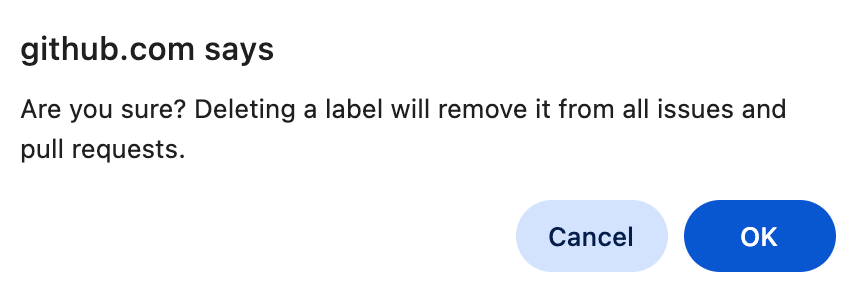 github.com says
Are you sure? Deleting a label will remove it from all issues and
pull requests.
Cancel
OK